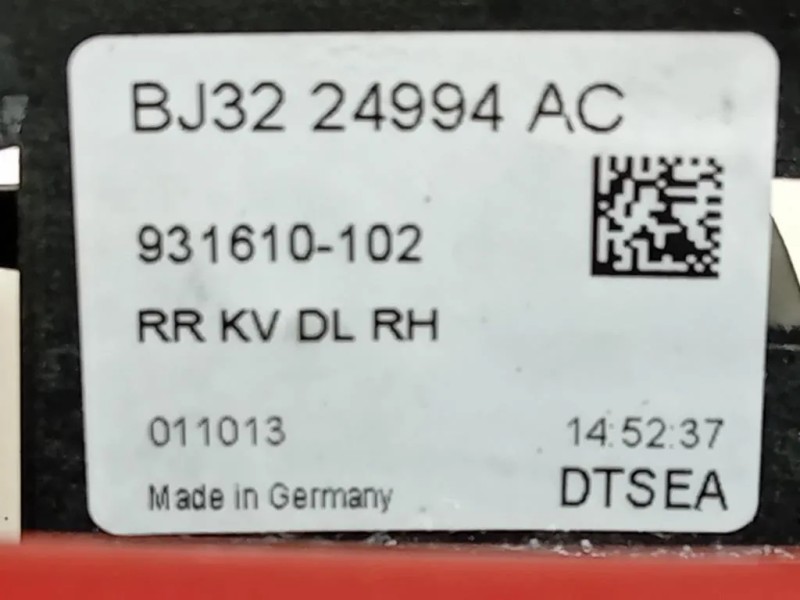 BJ32 24994 AC
931610-102
RR KV DL RH
011013 14:52:37
Made in Germany DTSEA